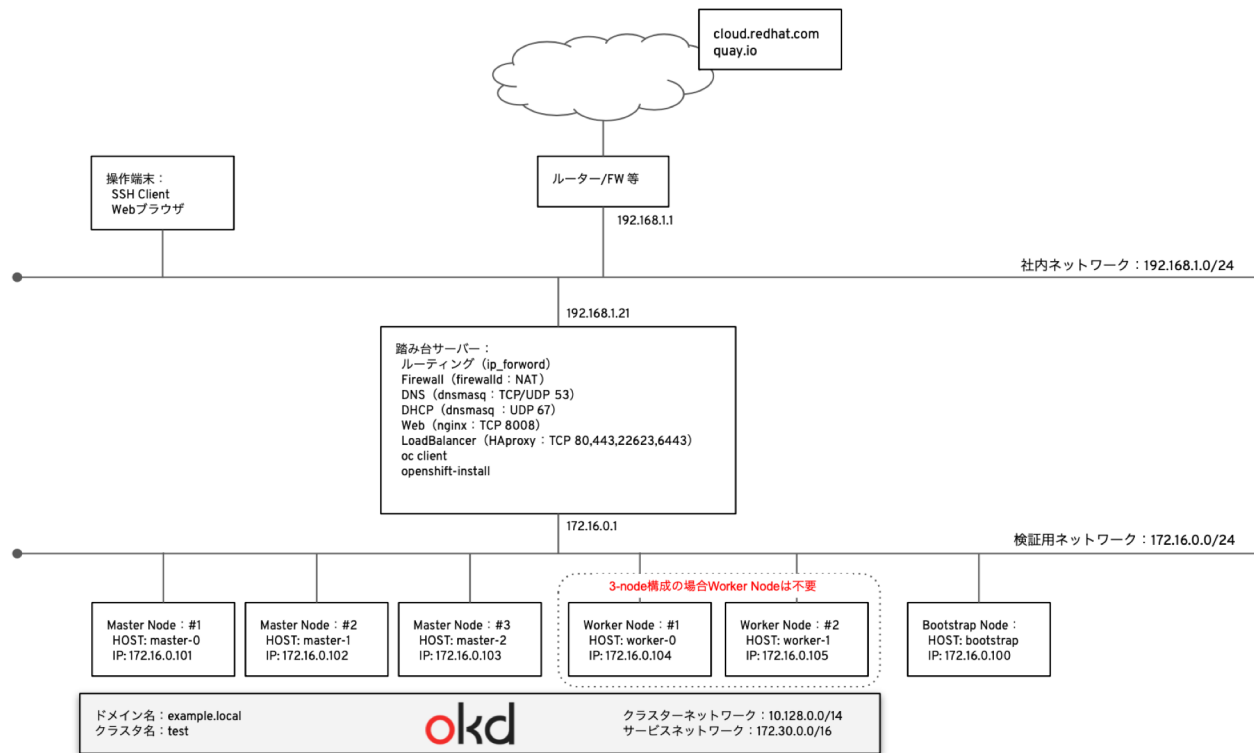 cloud.redhat.com
quay.io
操作端末：
SSH Client
Webブラウザ
ルーター/FW 等
192.168.1.1
社内ネットワーク：192.168.1.0/24
192.168.1.21
踏み台サーバー：
ルーティング（ip_forword）
Firewall（firewalld：NAT）
DNS（dnsmasq：TCP/UDP 53）
DHCP（dnsmasq ：UDP 67）
Web（nginx：TCP 8008）
LoadBalancer（HAproxy：TCP 80,443,22623,6443）
oc client
openshift-install
172.16.0.1
検証用ネットワーク：172.16.0.0/24
3-node構成の場合Worker Nodeは不要
Master Node：#1
HOST: master-0
IP: 172.16.0.101
Master Node：#2
HOST: master-1
IP: 172.16.0.102
Master Node：#3
HOST: master-2
IP: 172.16.0.103
Worker Node：#1
HOST: worker-0
IP: 172.16.0.104
Worker Node：#2
HOST: worker-1
IP: 172.16.0.105
Bootstrap Node：
HOST: bootstrap
IP: 172.16.0.100
ドメイン名：example.local
クラスタ名：test
okd
クラスターネットワーク：10.128.0.0/14
サービスネットワーク：172.30.0.0/16